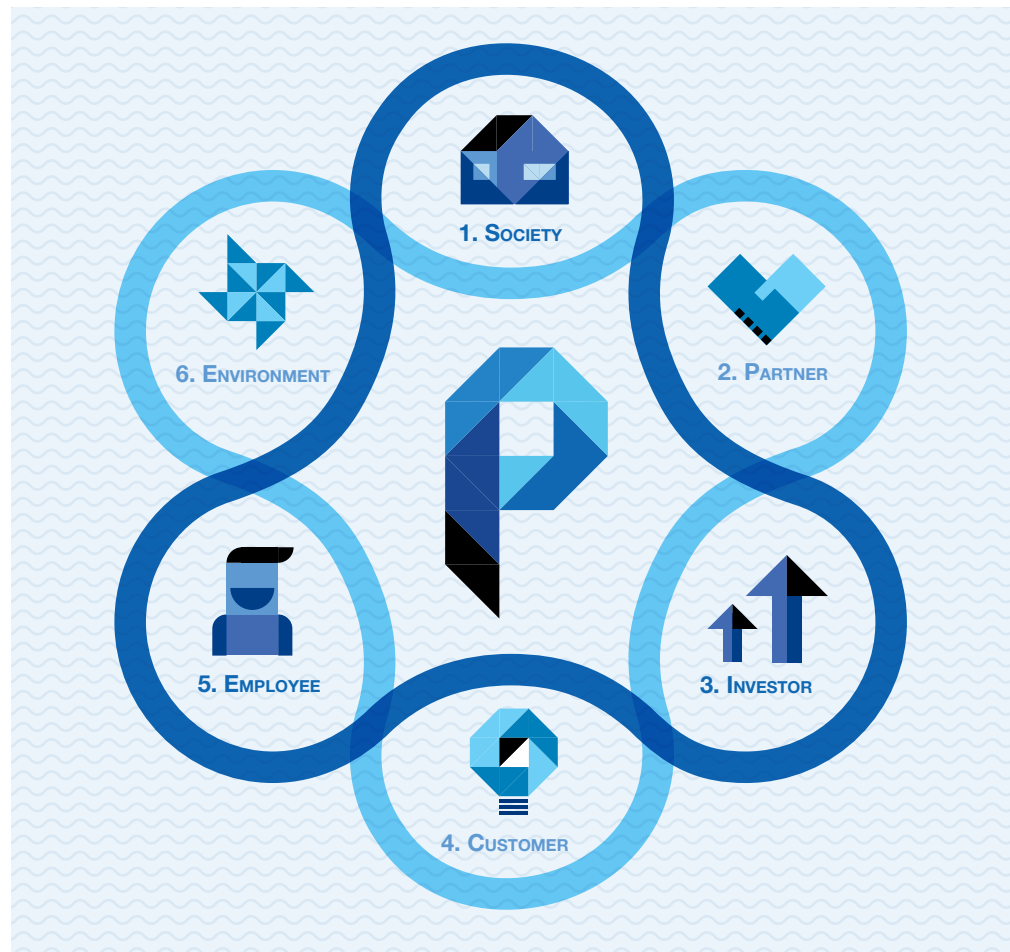 1. Society
2. Partner
3. Investor
4. Customer
5. Employee
6. Environment
P